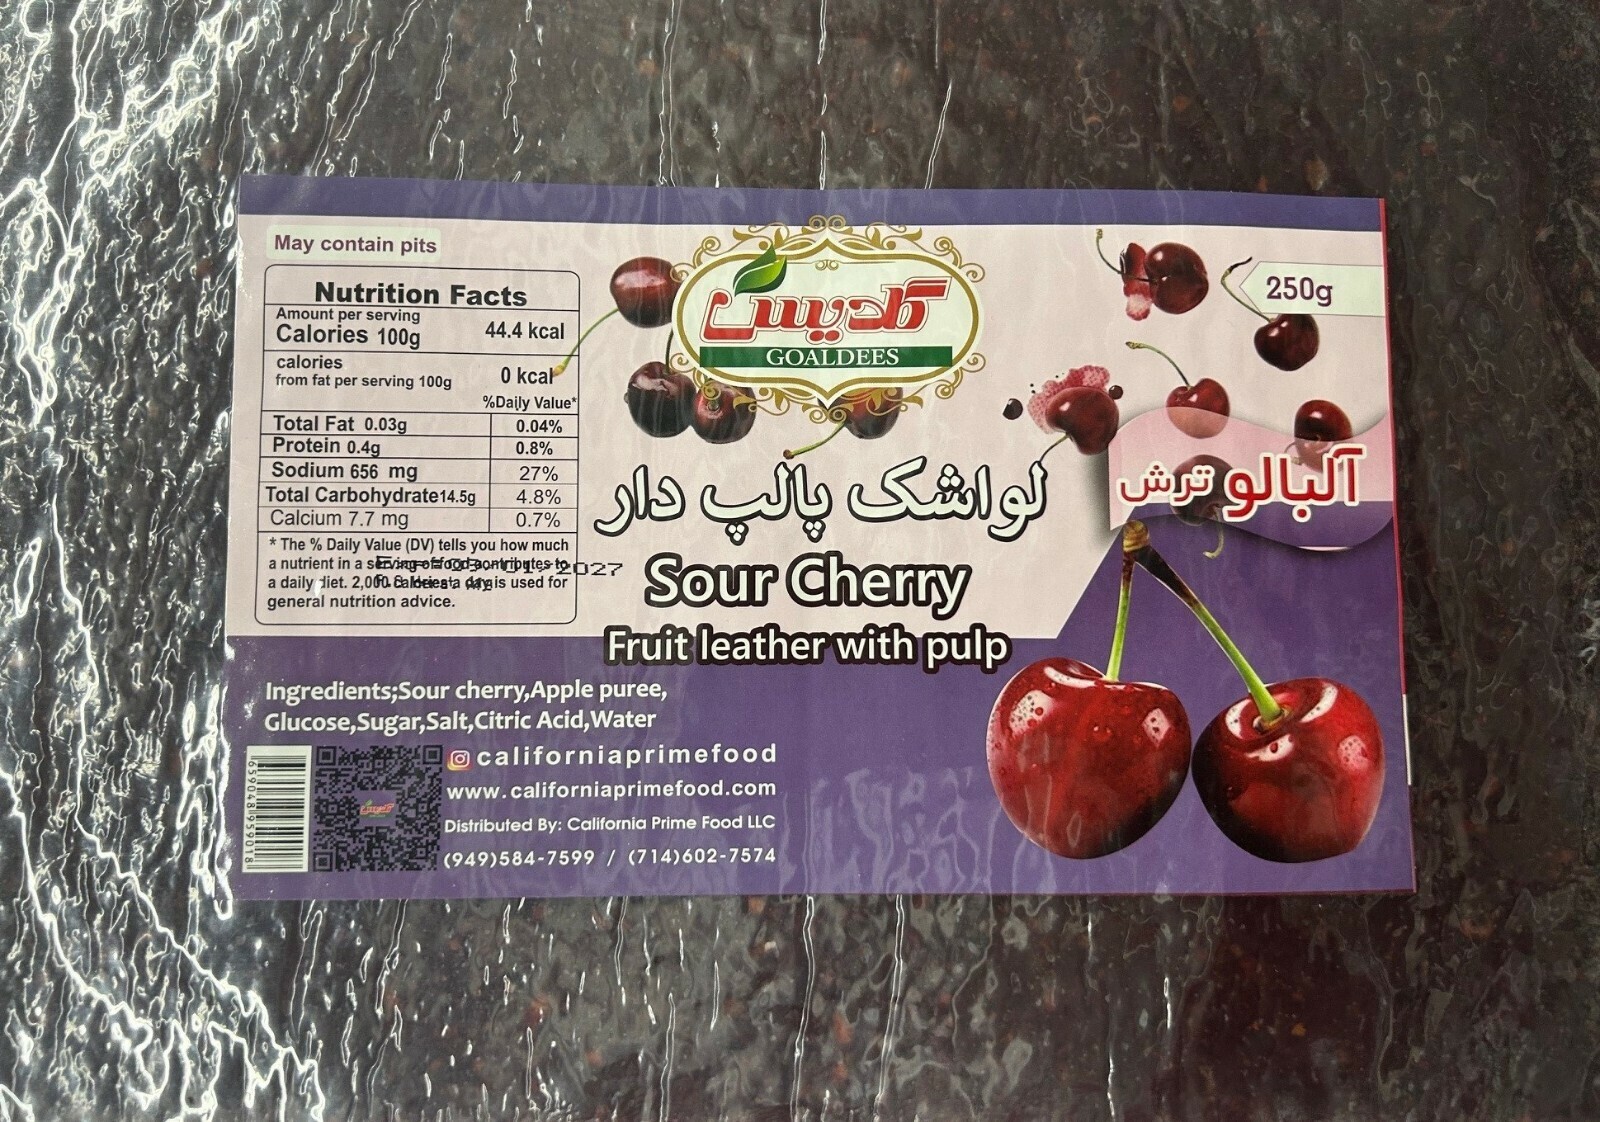 May contain pits
Nutrition Facts
Amount per serving
Calories 100g 44.4 kcal
calories
from fat per serving 100g 0 kcal
%Daily Value*
Total Fat 0.03g 0.04%
Protein 0.4g 0.8%
Sodium 656 mg 27%
Total Carbohydrate 14.5g 4.8%
Calcium 7.7 mg 0.7%
* The % Daily Value (DV) tells you how much
a nutrient in a serving of food contributes to
a daily diet. 2,000 calories a day is used for
general nutrition advice.
2027
Ingredients;Sour cherry,Apple puree,
Glucose,Sugar,Salt,Citric Acid,Water
californiaprimefood
www.californiaprimefood.com
Distributed By: California Prime Food LLC
(949)584-7599 / (714)602-7574
گلدیس
GOALDEES
لواشک پالپ دار
Sour Cherry
Fruit leather with pulp
250g
آلبالو ترش